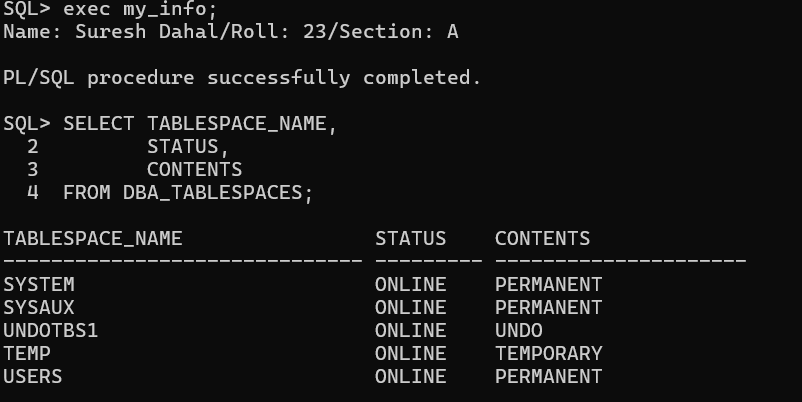 SQL> exec my_info;
Name: Suresh Dahal/Roll: 23/Section: A

PL/SQL procedure successfully completed.

SQL> SELECT TABLESPACE_NAME,
  2         STATUS,
  3         CONTENTS
  4  FROM DBA_TABLESPACES;

TABLESPACE_NAME                STATUS    CONTENTS
------------------------------ --------- ---------------------
SYSTEM                         ONLINE    PERMANENT
SYSAUX                         ONLINE    PERMANENT
UNDOTBS1                       ONLINE    UNDO
TEMP                           ONLINE    TEMPORARY
USERS                          ONLINE    PERMANENT